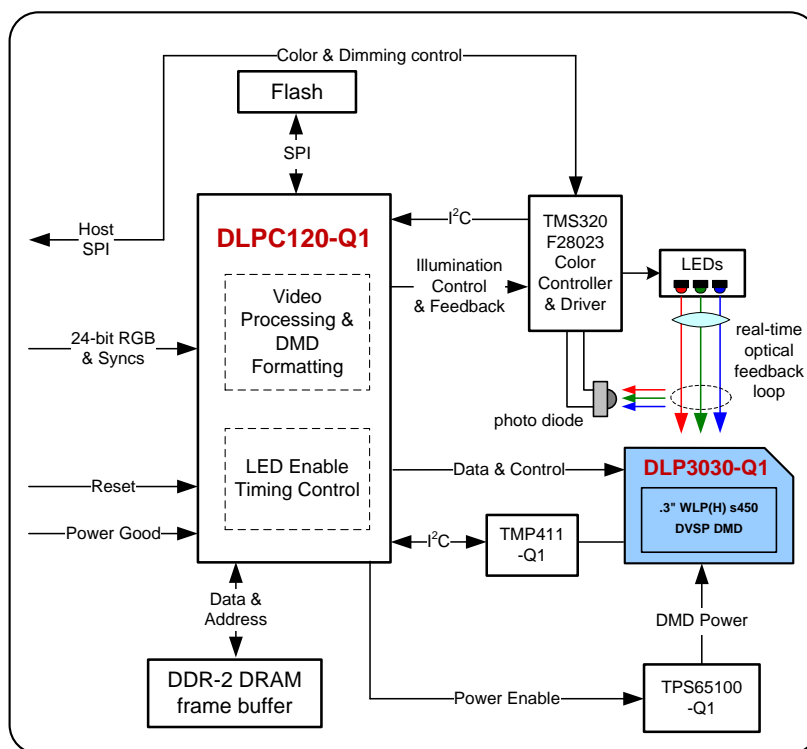 Color & Dimming control
Flash
SPI
Host
SPI
DLPC120-Q1
I²C
TMS320
F28023
Color
Controller
& Driver
LEDs
Illumination
Control
& Feedback
Video
Processing &
DMD
Formatting
24-bit RGB
& Syncs
real-time
optical
feedback
loop
photo diode
LED Enable
Timing Control
Data & Control
DLP3030-Q1
.3" WLP(H) s450
DVSP DMD
Reset
Power Good
I²C
TMP411
-Q1
Data &
Address
DMD Power
DDR-2 DRAM
frame buffer
Power Enable
TPS65100
-Q1